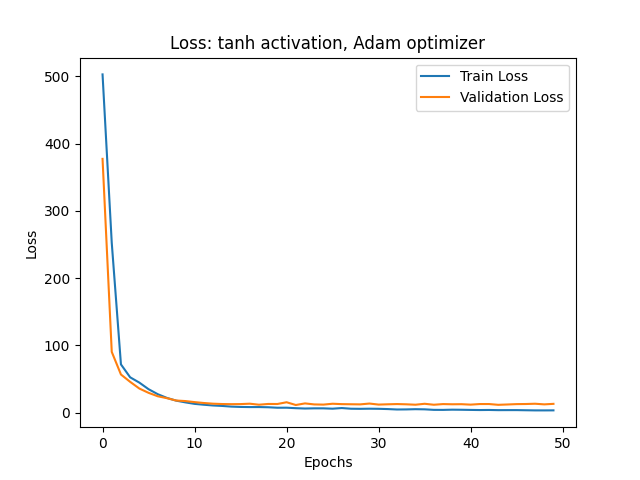 Loss: tanh activation, Adam optimizer
Train Loss
Validation Loss
500
400
300
200
100
0
Loss
0 10 20 30 40 50
Epochs